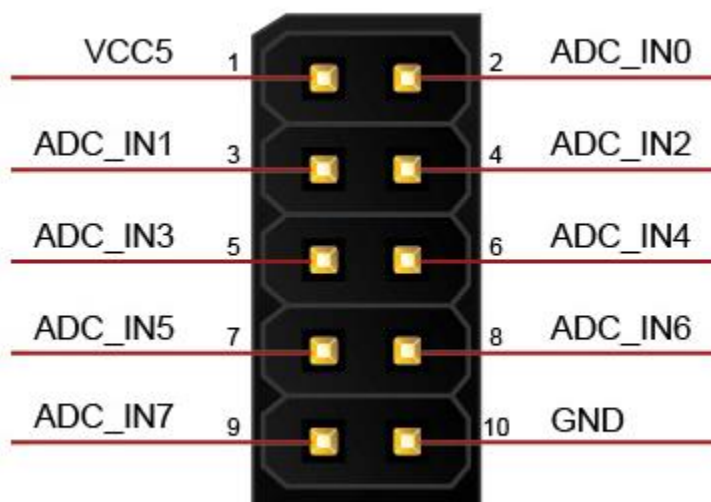 VCC5 1 2 ADC_IN0
ADC_IN1 3 4 ADC_IN2
ADC_IN3 5 6 ADC_IN4
ADC_IN5 7 8 ADC_IN6
ADC_IN7 9 10 GND